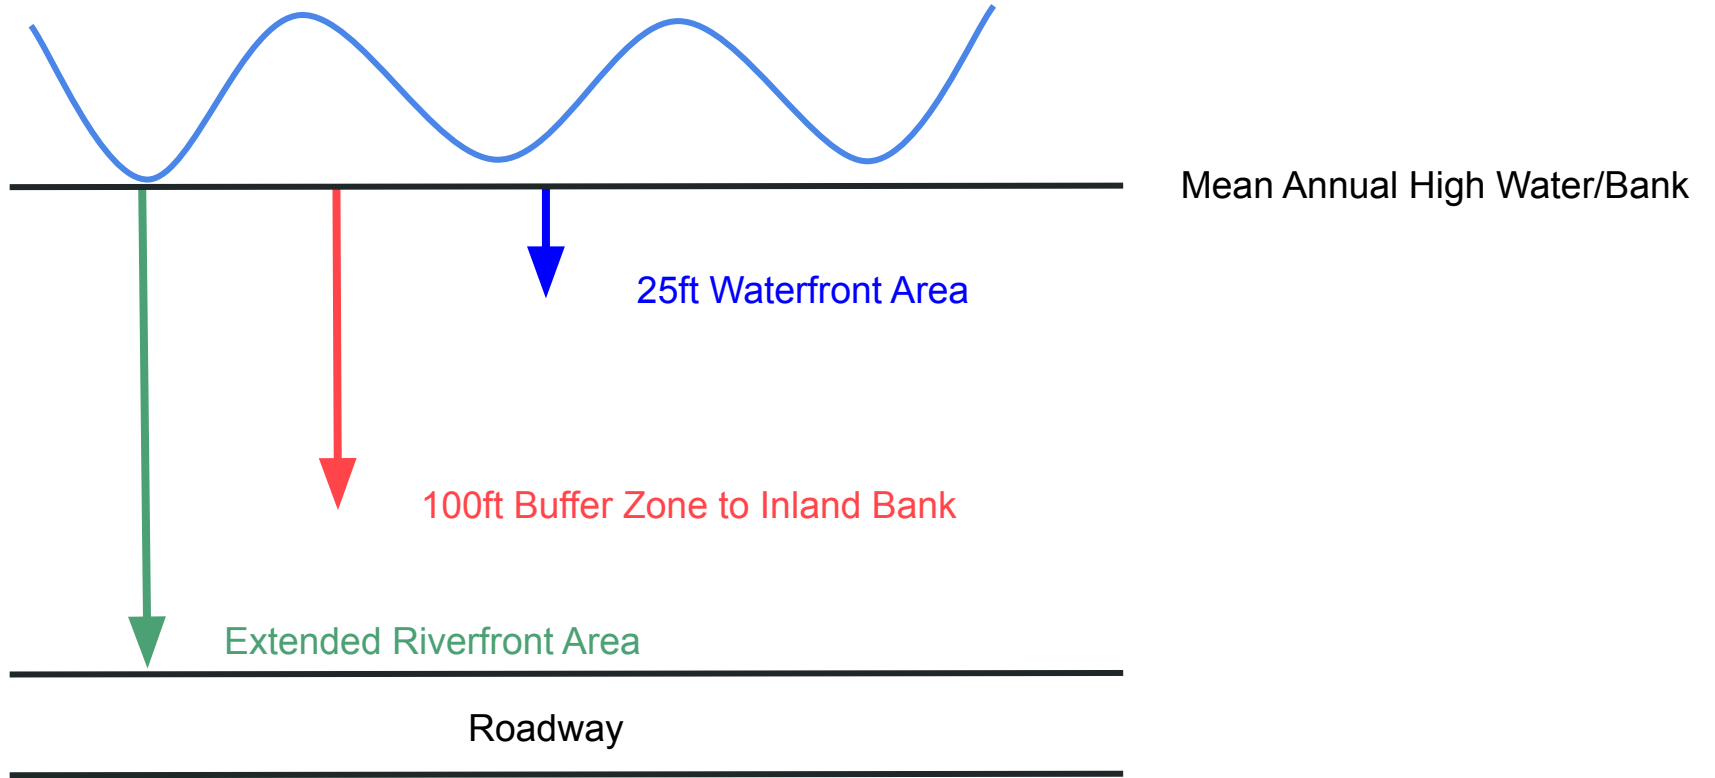 Mean Annual High Water/Bank
25ft Waterfront Area
100ft Buffer Zone to Inland Bank
Extended Riverfront Area
Roadway